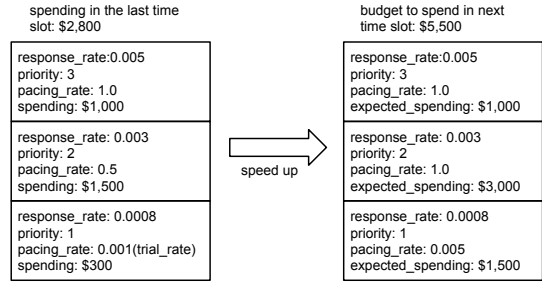 spending in the last time
slot: $2,800
response_rate:0.005
priority: 3
pacing_rate: 1.0
spending: $1,000
response_rate: 0.003
priority: 2
pacing_rate: 0.5
spending: $1,500
response_rate: 0.0008
priority: 1
pacing_rate: 0.001(trial_rate)
spending: $300
speed up
budget to spend in next
time slot: $5,500
response_rate:0.005
priority: 3
pacing_rate: 1.0
expected_spending: $1,000
response_rate: 0.003
priority: 2
pacing_rate: 1.0
expected_spending: $3,000
response_rate: 0.0008
priority: 1
pacing_rate: 0.005
expected_spending: $1,500